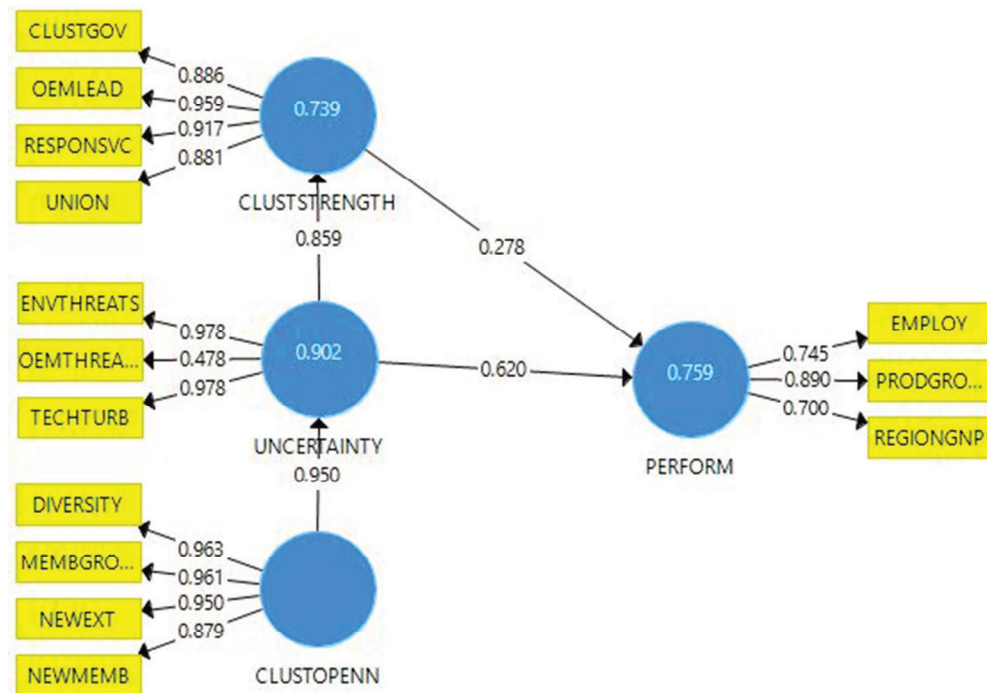 CLUSTGOV
OEMLEAD
RESPONSVC
UNION
0.886
0.959
0.917
0.881
0.739
CLUSTSTRENGTH
0.859
0.278
ENVTHREATS
OEMTHREA...
TECHTURB
0.978
0.478
0.978
0.902
UNCERTAINTY
0.620
0.950
0.759
PERFORM
0.745
0.890
0.700
EMPLOY
PRODGRO...
REGIONGNP
DIVERSITY
MEMBGRO...
NEWEXT
NEWMEMB
0.963
0.961
0.950
0.879
CLUSTOPENN